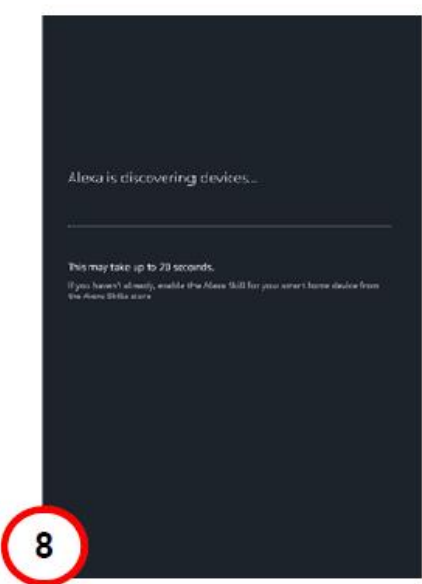 Alexa is discovering devices...
This may take up to 20 seconds.
If you haven't already, enable the Alexa Skill for your smart home device from
the Alexa Skills store
8